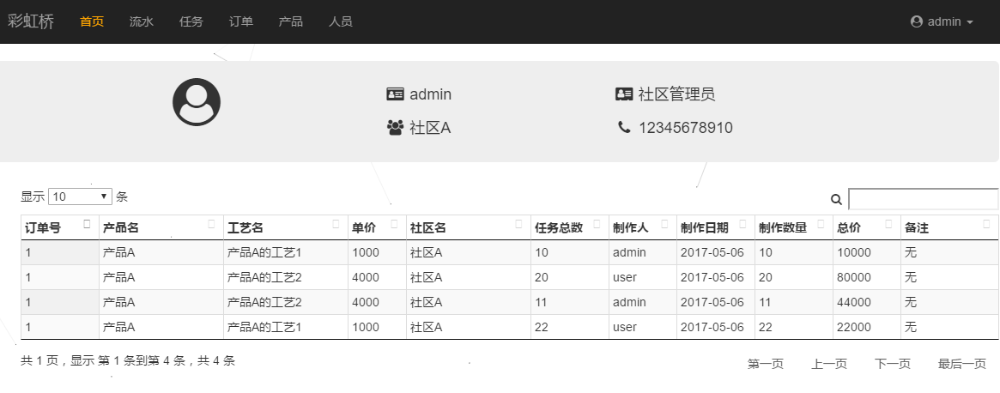 彩虹桥 首页 流水 任务 订单 产品 人员 admin
admin 社区管理员
社区A 12345678910
显示 10 条
订单号 产品名 工艺名 单价 社区名 任务总数 制作人 制作日期 制作数量 总价 备注
1 产品A 产品A的工艺1 1000 社区A 10 admin 2017-05-06 10 10000 无
1 产品A 产品A的工艺2 4000 社区A 20 user 2017-05-06 20 80000 无
1 产品A 产品A的工艺2 4000 社区A 11 admin 2017-05-06 11 44000 无
1 产品A 产品A的工艺1 1000 社区A 22 user 2017-05-06 22 22000 无
共 1 页，显示 第 1 条到第 4 条，共 4 条 第一页 上一页 下一页 最后一页